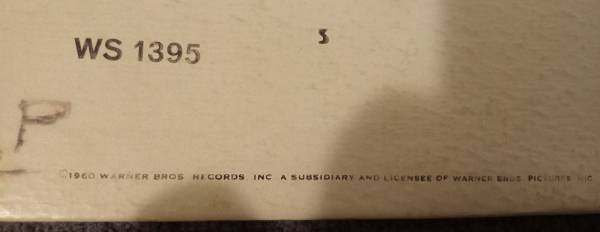 WS 1395
S
P
©1960 WARNER BROS. RECORDS, INC. A SUBSIDIARY AND LICENSEE OF WARNER BROS. PICTURES INC.